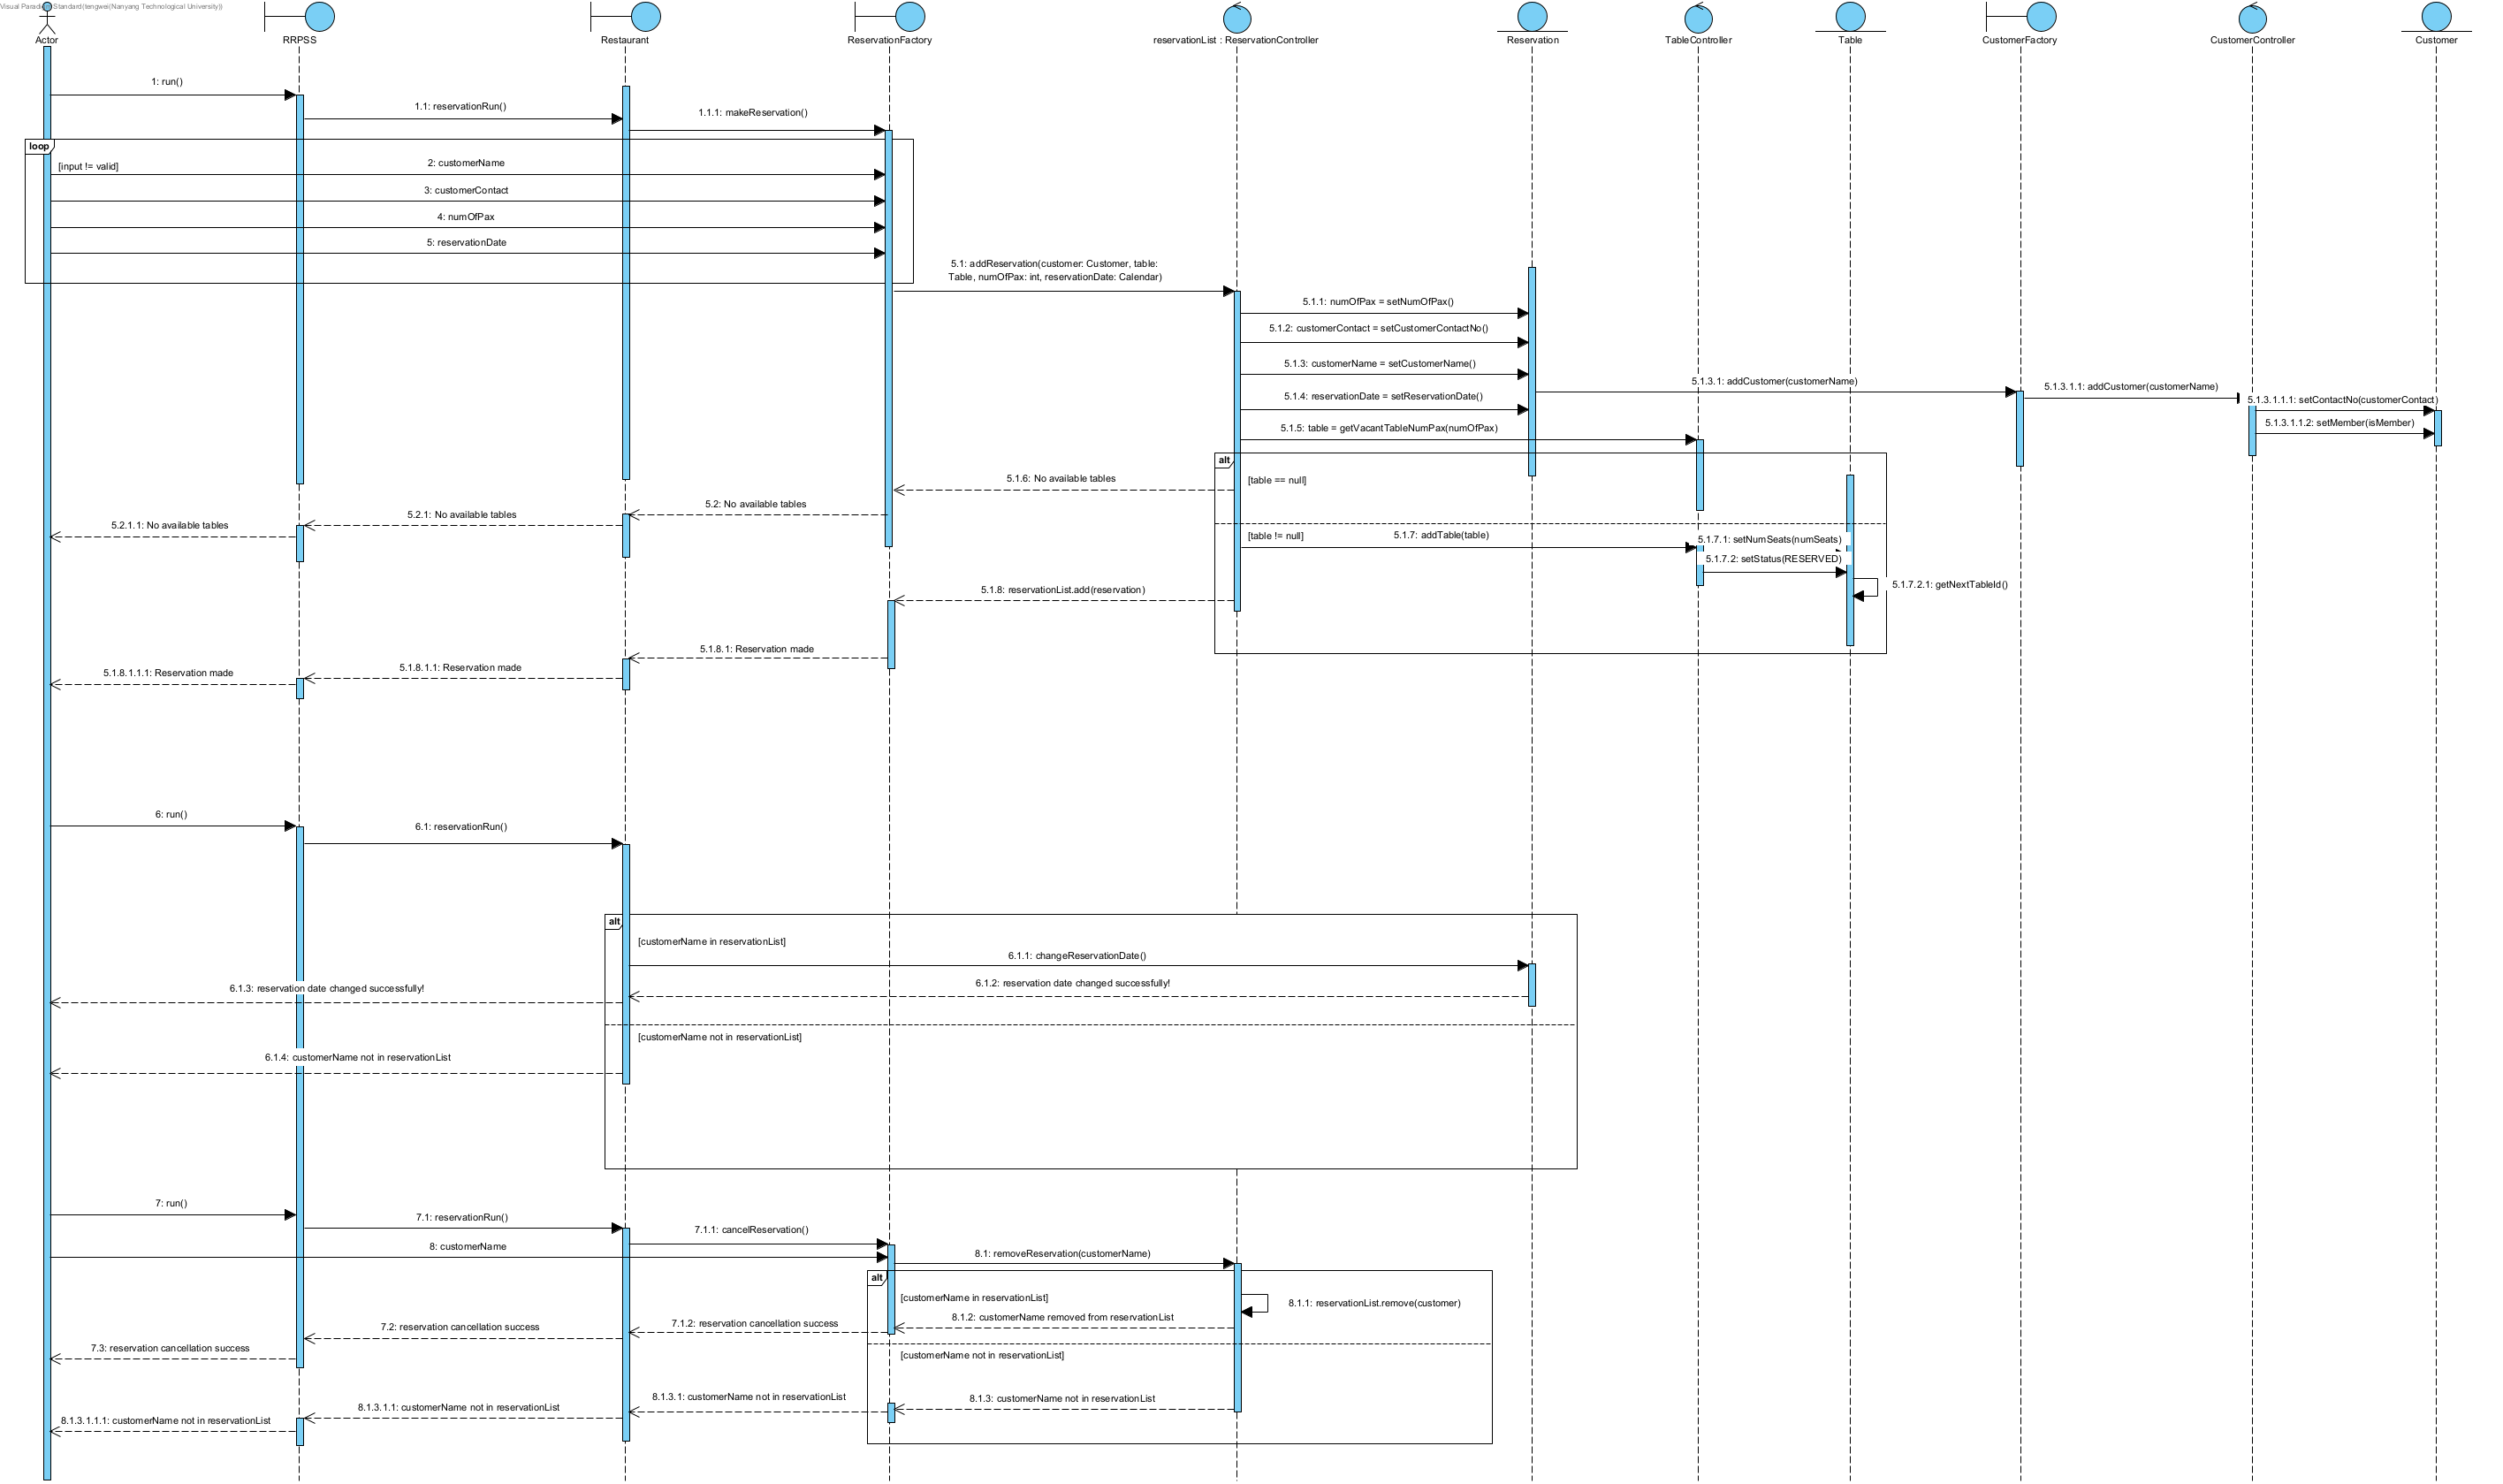 Visual Paradigm Standard(tengwei(Nanyang Technological University))
Actor
RRPSS
Restaurant
ReservationFactory
reservationList : ReservationController
Reservation
TableController
Table
CustomerFactory
CustomerController
Customer
1: run()
1.1: reservationRun()
1.1.1: makeReservation()
loop
[input != valid]
2: customerName
3: customerContact
4: numOfPax
5: reservationDate
5.1: addReservation(customer: Customer, table:
Table, numOfPax: int, reservationDate: Calendar)
5.1.1: numOfPax = setNumOfPax()
5.1.2: customerContact = setCustomerContactNo()
5.1.3: customerName = setCustomerName()
5.1.3.1: addCustomer(customerName)
5.1.3.1.1: addCustomer(customerName)
5.1.4: reservationDate = setReservationDate()
5.1.3.1.1.1: setContactNo(customerContact)
5.1.3.1.1.2: setMember(isMember)
5.1.5: table = getVacantTableNumPax(numOfPax)
alt
[table == null]
5.1.6: No available tables
5.2: No available tables
5.2.1: No available tables
5.2.1.1: No available tables
[table != null]
5.1.7: addTable(table)
5.1.7.1: setNumSeats(numSeats)
5.1.7.2: setStatus(RESERVED)
5.1.7.2.1: getNextTableId()
5.1.8: reservationList.add(reservation)
5.1.8.1: Reservation made
5.1.8.1.1: Reservation made
5.1.8.1.1.1: Reservation made
6: run()
6.1: reservationRun()
alt
[customerName in reservationList]
6.1.1: changeReservationDate()
6.1.2: reservation date changed successfully!
6.1.3: reservation date changed successfully!
[customerName not in reservationList]
6.1.4: customerName not in reservationList
7: run()
7.1: reservationRun()
7.1.1: cancelReservation()
8: customerName
8.1: removeReservation(customerName)
alt
[customerName in reservationList]
8.1.1: reservationList.remove(customer)
8.1.2: customerName removed from reservationList
7.1.2: reservation cancellation success
7.2: reservation cancellation success
7.3: reservation cancellation success
[customerName not in reservationList]
8.1.3: customerName not in reservationList
8.1.3.1: customerName not in reservationList
8.1.3.1.1: customerName not in reservationList
8.1.3.1.1.1: customerName not in reservationList